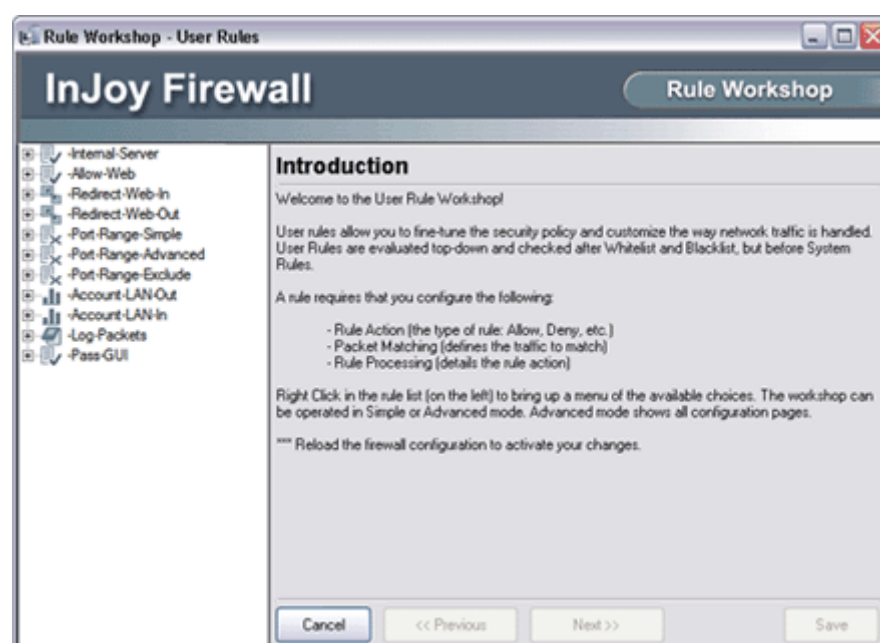 Rule Workshop - User Rules
InJoy Firewall
Rule Workshop
-Internal-Server
-Allow-Web
-Redirect-Web-In
-Redirect-Web-Out
-Port-Range-Simple
-Port-Range-Advanced
-Port-Range-Exclude
-Account-LAN-Out
-Account-LAN-In
-Log-Packets
-Pass-GUI
Introduction
Welcome to the User Rule Workshop!
User rules allow you to fine-tune the security policy and customize the way network traffic is handled.
User Rules are evaluated top-down and checked after Whitelist and Blacklist, but before System
Rules.
A rule requires that you configure the following:
- Rule Action (the type of rule: Allow, Deny, etc.)
- Packet Matching (defines the traffic to match)
- Rule Processing (details the rule action)
Right Click in the rule list (on the left) to bring up a menu of the available choices. The workshop can
be operated in Simple or Advanced mode. Advanced mode shows all configuration pages.
*** Reload the firewall configuration to activate your changes.
Cancel
<< Previous
Next >>
Save